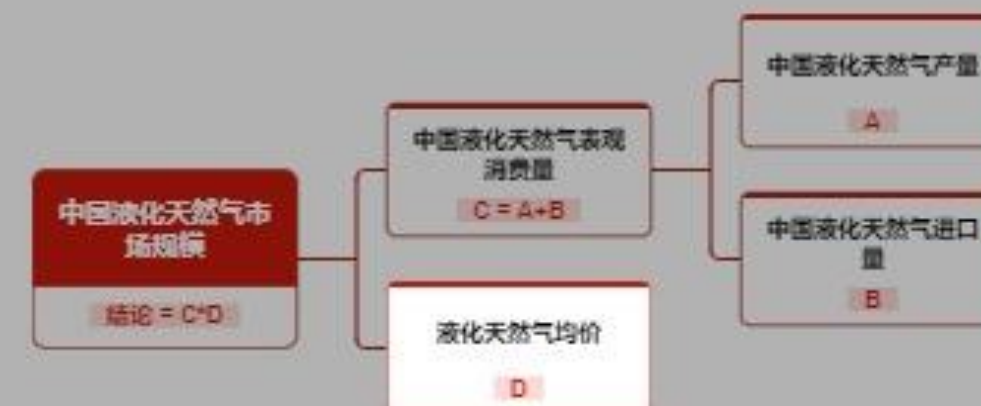 中国液化天然气产量
A
中国液化天然气表观
消费量
C = A+B
中国液化天然气市
场规模
结论 = C*D
中国液化天然气进口
量
B
液化天然气均价
D